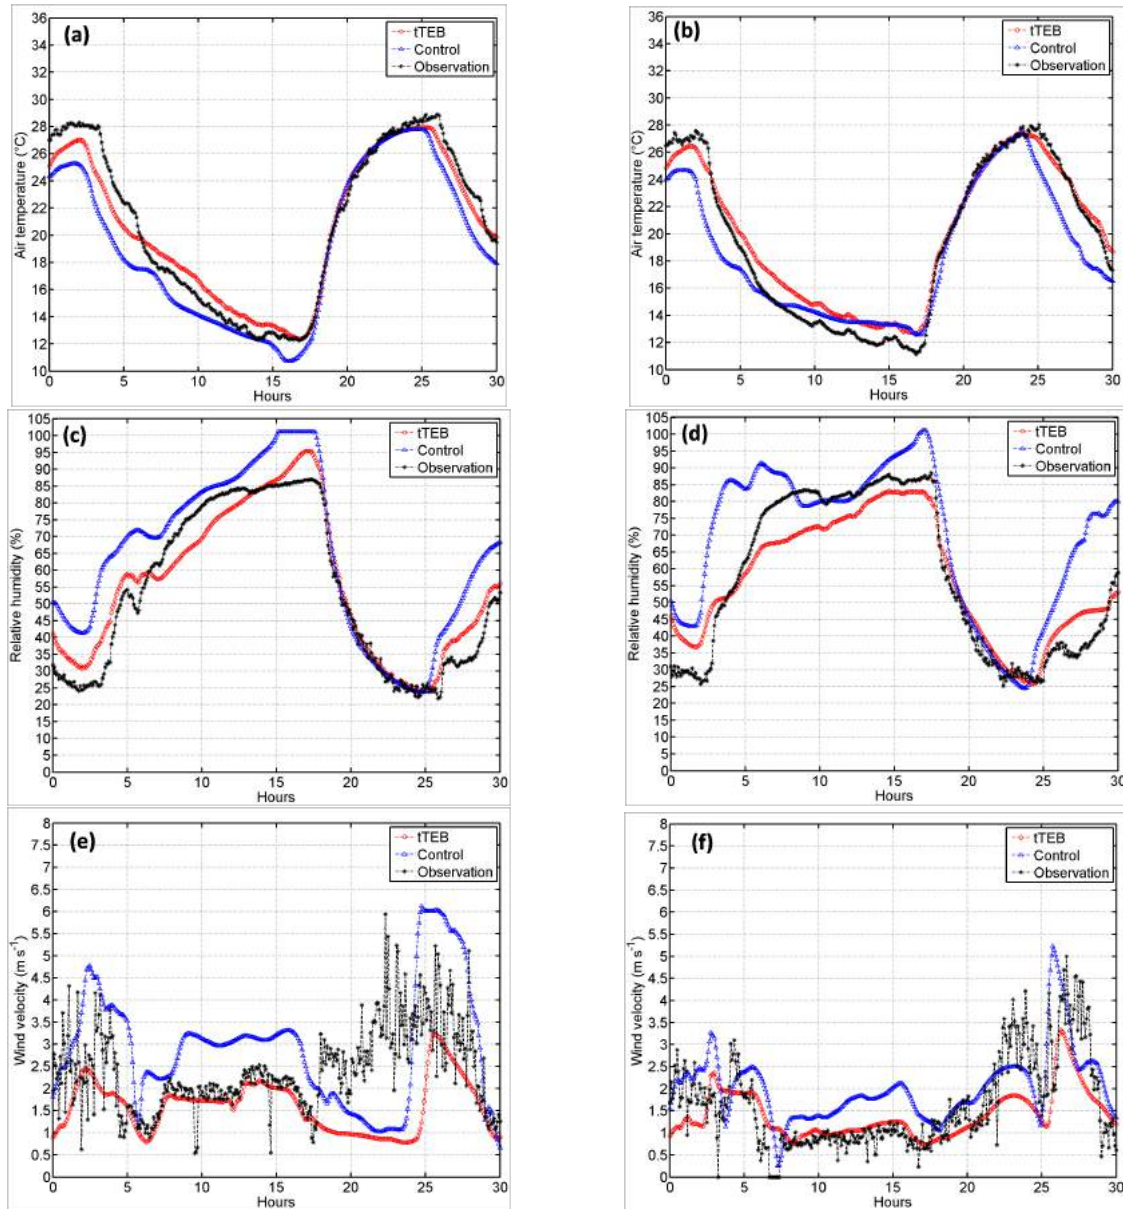 (a)
tTEB
Control
Observation
Air temperature (°C)
36
34
32
30
28
26
24
22
20
18
16
14
12
10
0 5 10 15 20 25 30
Hours
(b)
tTEB
Control
Observation
Air temperature (°C)
36
34
32
30
28
26
24
22
20
18
16
14
12
10
0 5 10 15 20 25 30
Hours
(c)
tTEB
Control
Observation
Relative humidity (%)
105
100
95
90
85
80
75
70
65
60
55
50
45
40
35
30
25
20
15
10
5
0
0 5 10 15 20 25 30
Hours
(d)
tTEB
Control
Observation
Relative humidity (%)
105
100
95
90
85
80
75
70
65
60
55
50
45
40
35
30
25
20
15
10
5
0
0 5 10 15 20 25 30
Hours
(e)
tTEB
Control
Observation
Wind velocity (m s⁻¹)
8
7.5
7
6.5
6
5.5
5
4.5
4
3.5
3
2.5
2
1.5
1
0.5
0
0 5 10 15 20 25 30
Hours
(f)
tTEB
Control
Observation
Wind velocity (m s⁻¹)
8
7.5
7
6.5
6
5.5
5
4.5
4
3.5
3
2.5
2
1.5
1
0.5
0
0 5 10 15 20 25 30
Hours